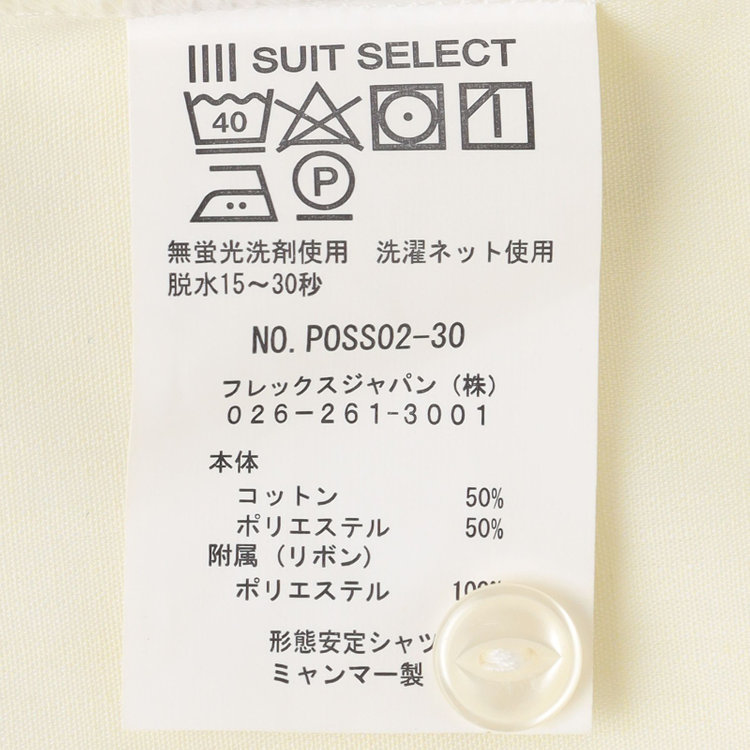 SUIT SELECT
40
P
無蛍光洗剤使用 洗濯ネット使用
脱水15～30秒
NO. POSS02-30
フレックスジャパン（株）
026-261-3001
本体
コットン 50%
ポリエステル 50%
附属（リボン）
ポリエステル 100%
形態安定シャツ
ミャンマー製